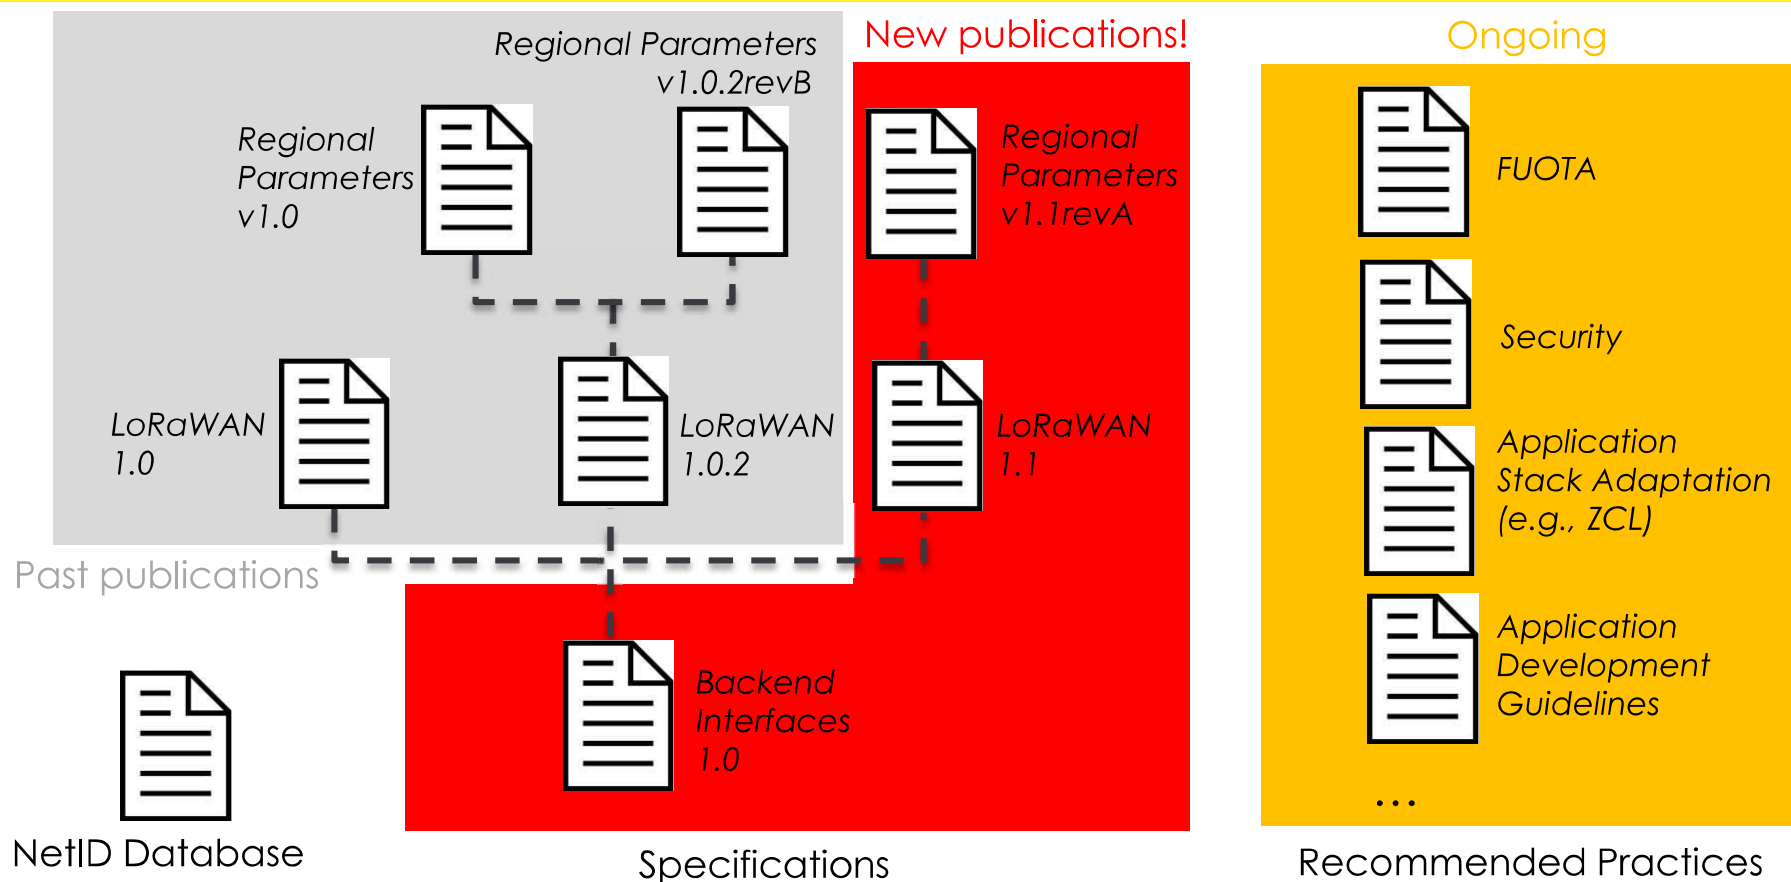 New publications!
Ongoing
Regional Parameters
v1.0.2revB
Regional
Parameters
v1.0
Regional
Parameters
v1.1revA
FUOTA
Security
LoRaWAN
1.0
LoRaWAN
1.0.2
LoRaWAN
1.1
Application
Stack Adaptation
(e.g., ZCL)
Past publications
Backend
Interfaces
1.0
Application
Development
Guidelines
...
NetID Database
Specifications
Recommended Practices